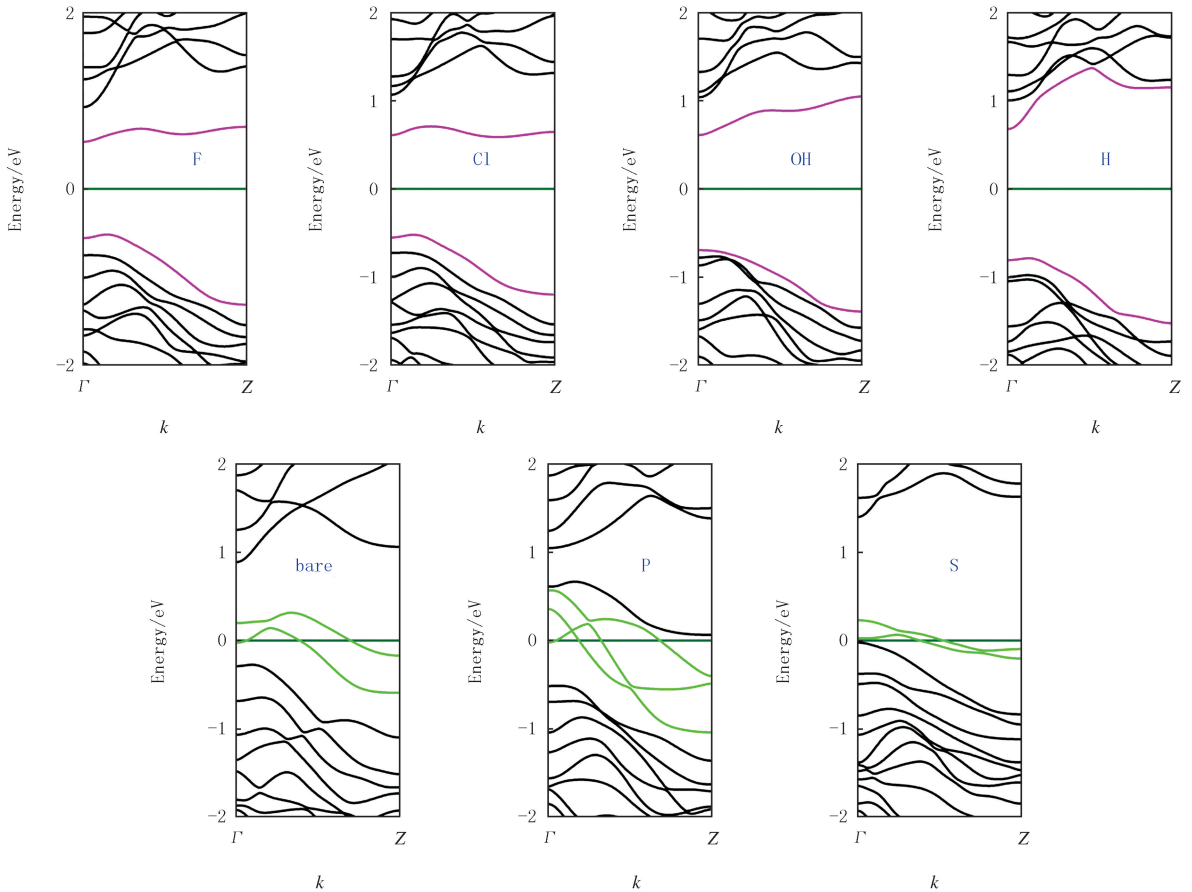 2 2 2 2
1 1 1 1
F Cl OH H
0 0 0 0
Energy/eV Energy/eV Energy/eV Energy/eV
−1 −1 −1 −1
−2 −2 −2 −2
Γ Z Γ Z Γ Z Γ Z
k k k k
2 2 2
1 1 1
bare P S
0 0 0
Energy/eV Energy/eV Energy/eV
−1 −1 −1
−2 −2 −2
Γ Z Γ Z Γ Z
k k k